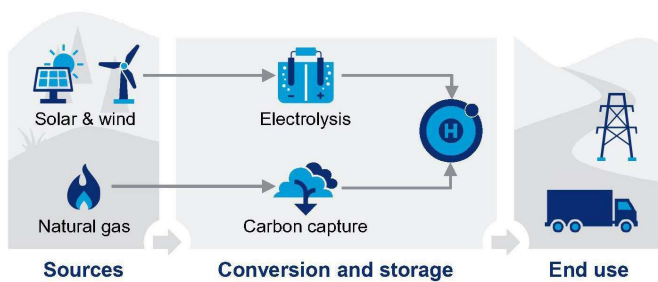 Solar & wind
Electrolysis
− +
H
Natural gas
Carbon capture
Sources
Conversion and storage
End use